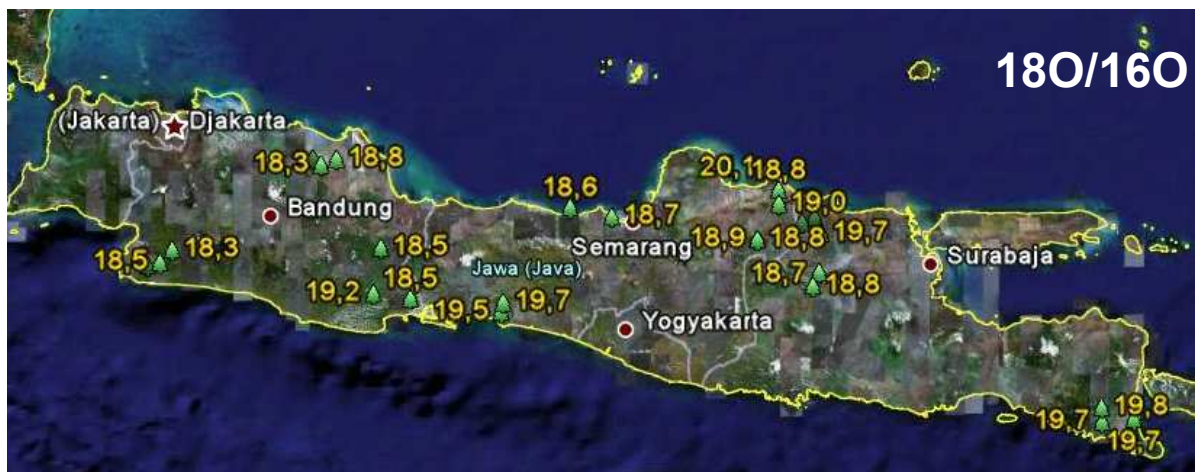 18O/16O
(Jakarta) Djakarta
18,3 18,8
20,1 18,8
18,6
19,0
Bandung
18,7
19,7
Semarang
18,9 18,8
18,5 18,3
18,5
Surabaja
Jawa (Java)
18,7
18,5
18,8
19,2
19,5 19,7
Yogyakarta
19,8
19,7
19,7